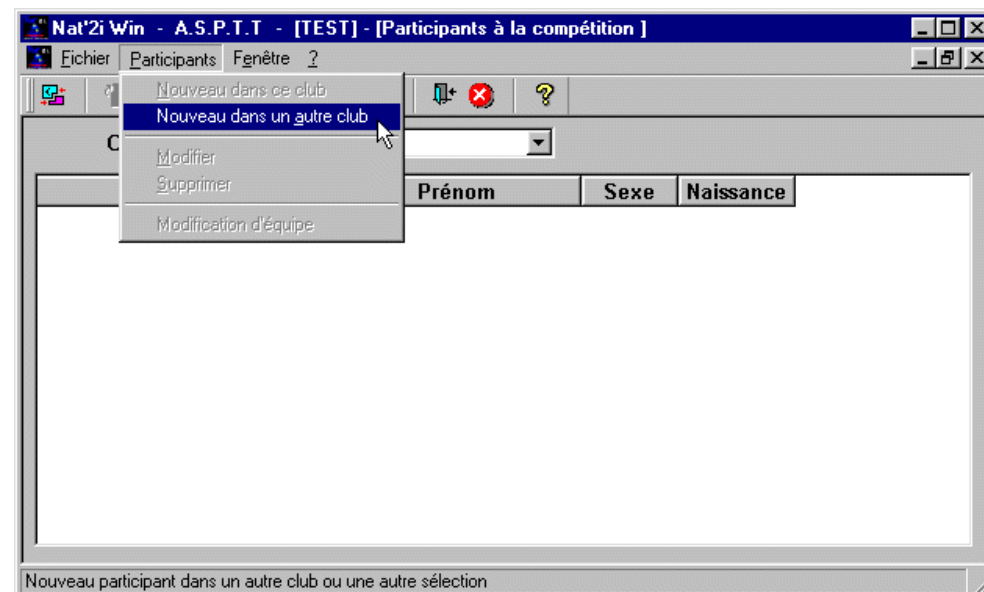 Nat'2i Win - A.S.P.T.T - [TEST] - [Participants à la compétition ]
Fichier Participants Fenêtre ?
Nouveau dans ce club
Nouveau dans un autre club
C
Modifier
Supprimer
Prénom Sexe Naissance
Modification d'équipe
Nouveau participant dans un autre club ou une autre sélection